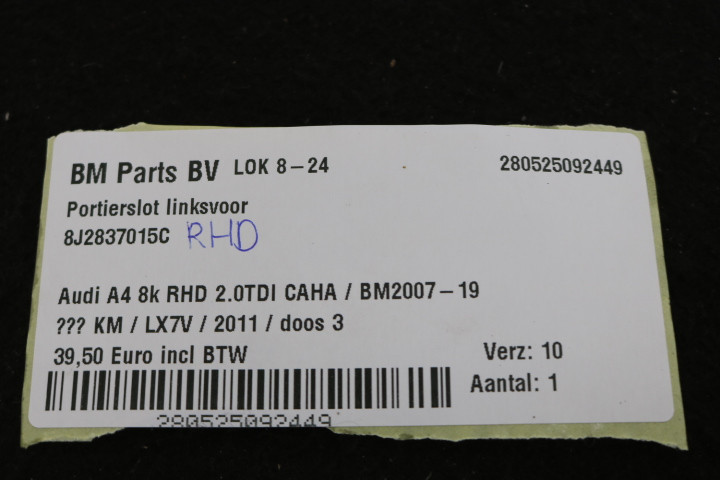 BM Parts BV LOK 8-24 280525092449
Portierslot linksvoor
8J2837015C RHD
Audi A4 8k RHD 2.0TDI CAHA / BM2007-19
??? KM / LX7V / 2011 / doos 3
39,50 Euro incl BTW Verz: 10
Aantal: 1
280525092449